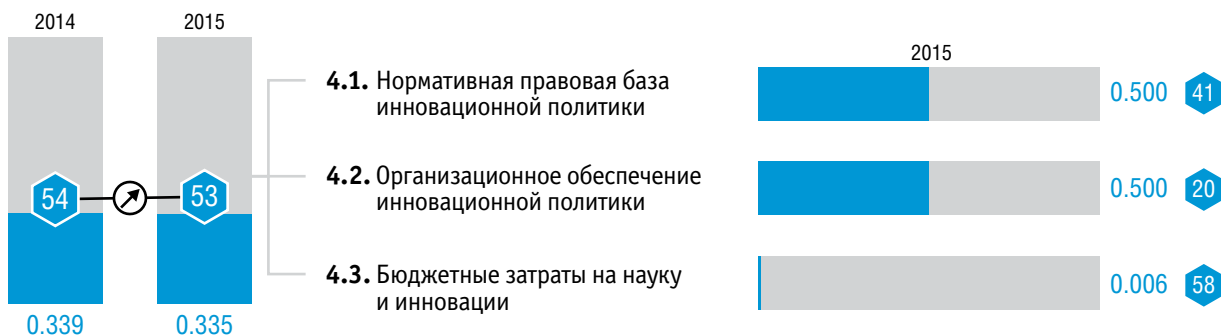 2014 2015
54 53
0.339 0.335
2015
4.1. Нормативная правовая база
инновационной политики
0.500 41
4.2. Организационное обеспечение
инновационной политики
0.500 20
4.3. Бюджетные затраты на науку
и инновации
0.006 58